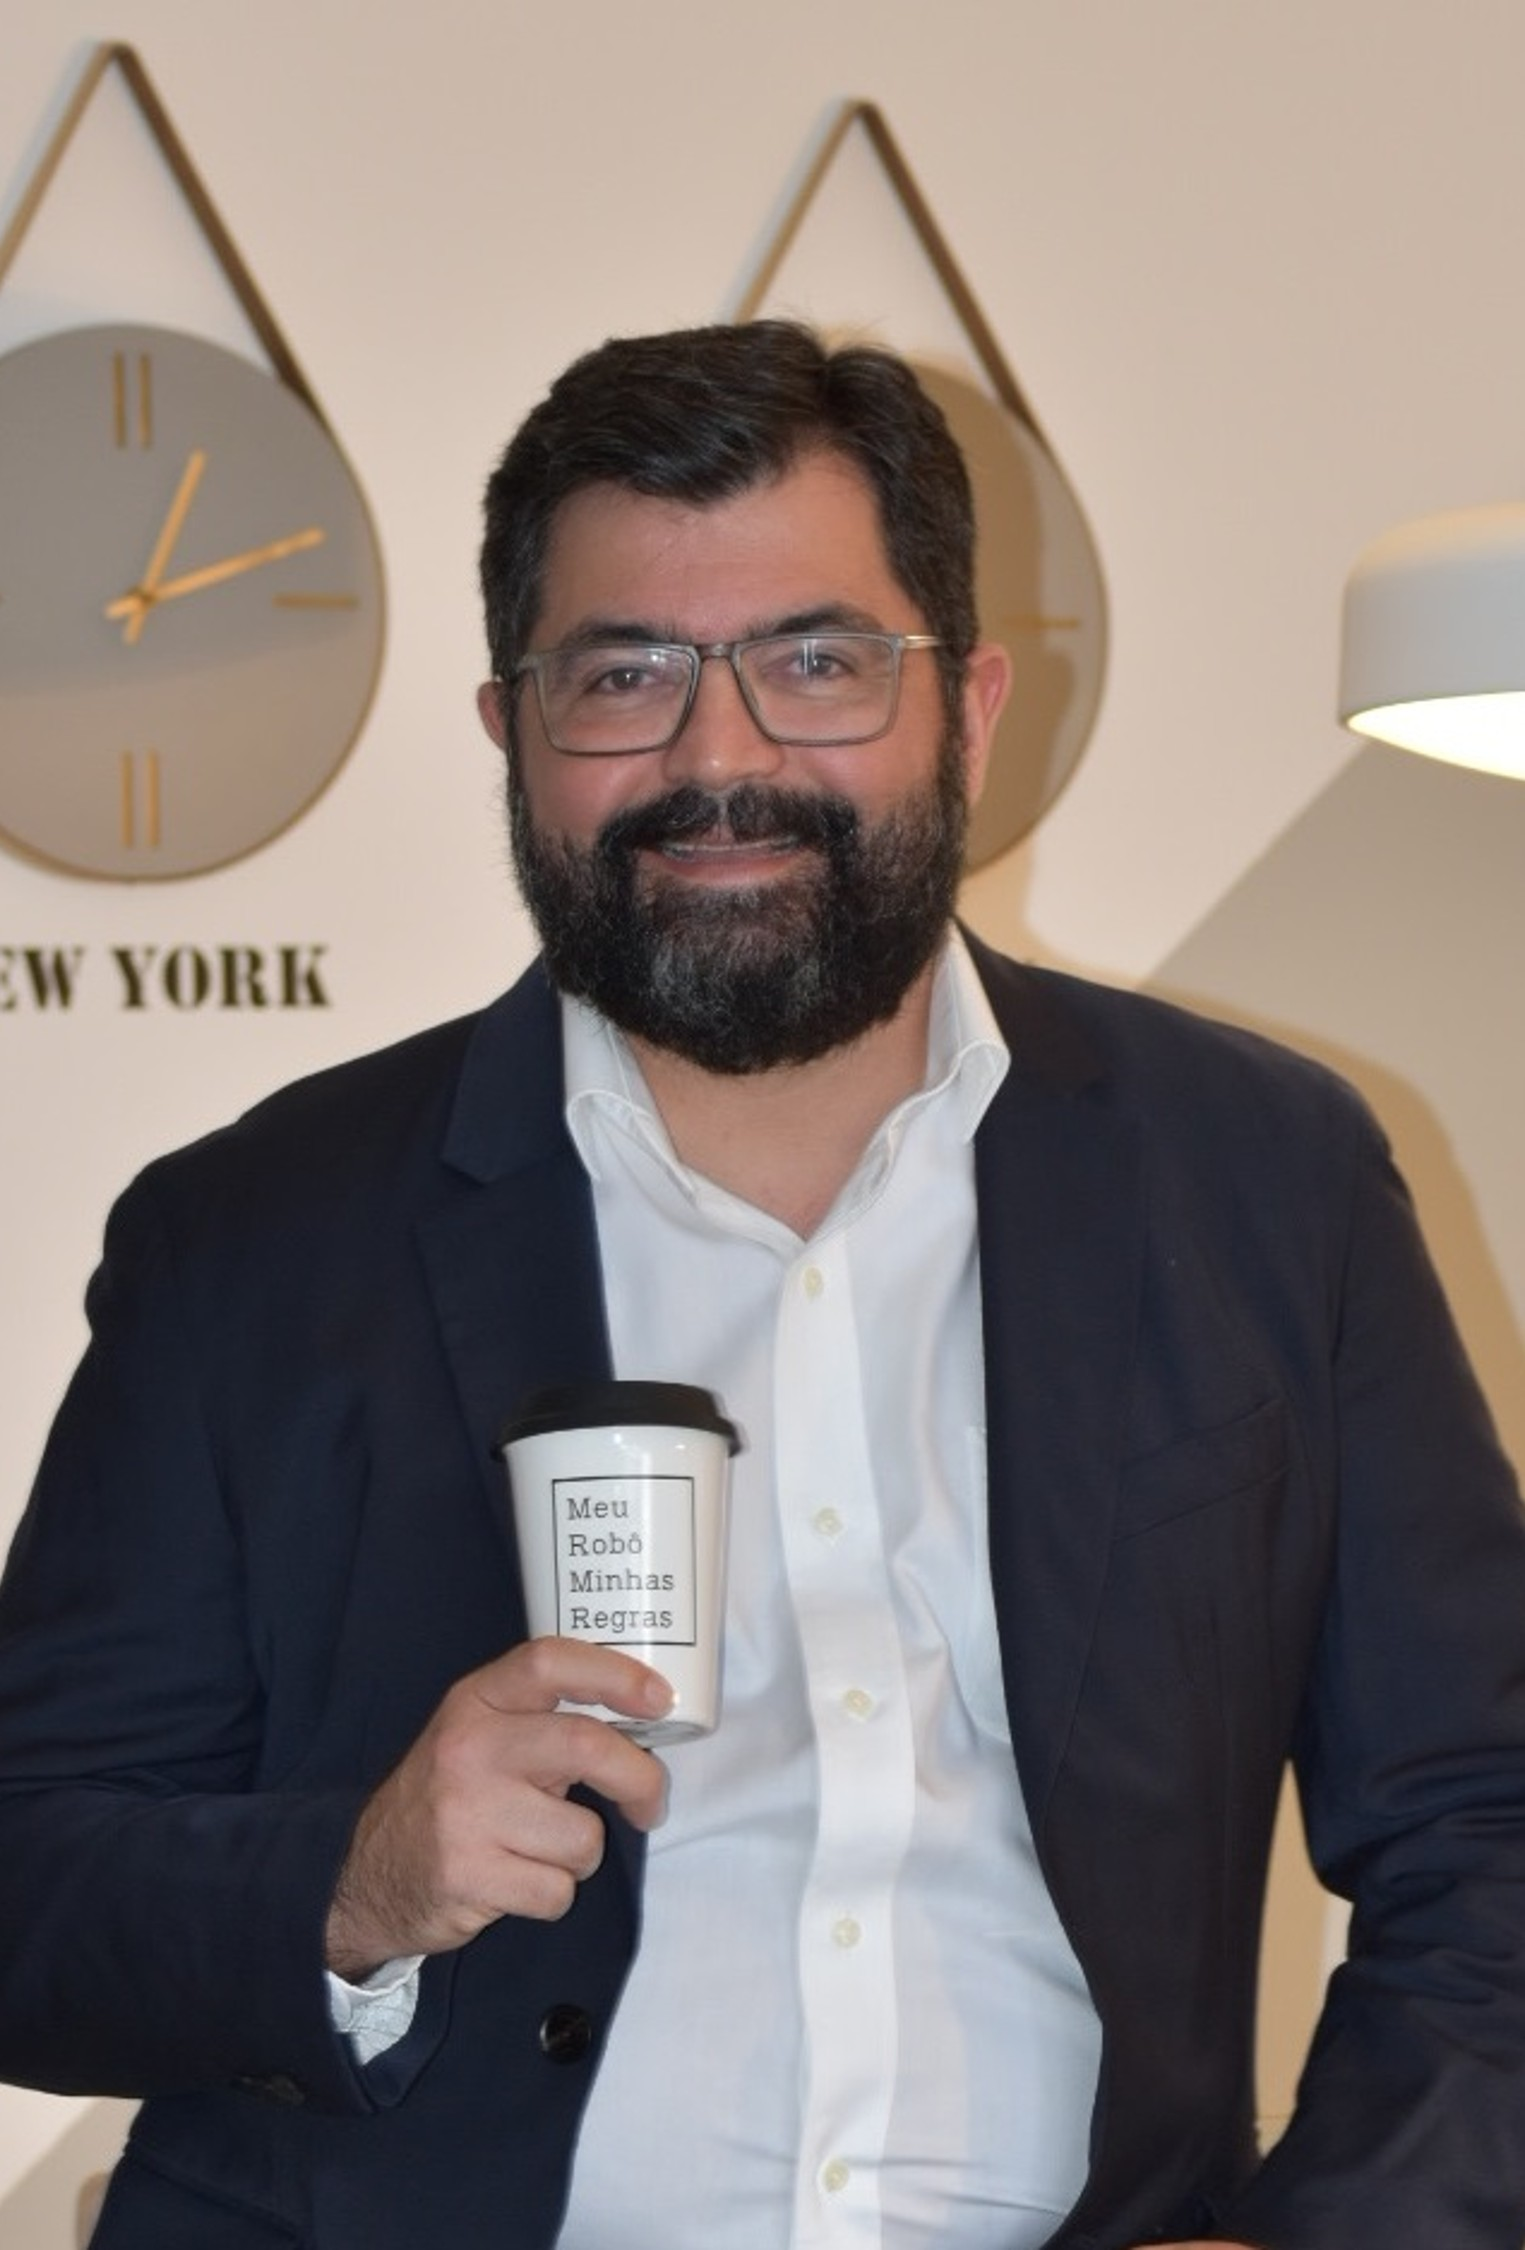 EW YORK
Meu
Robô
Minhas
Regras